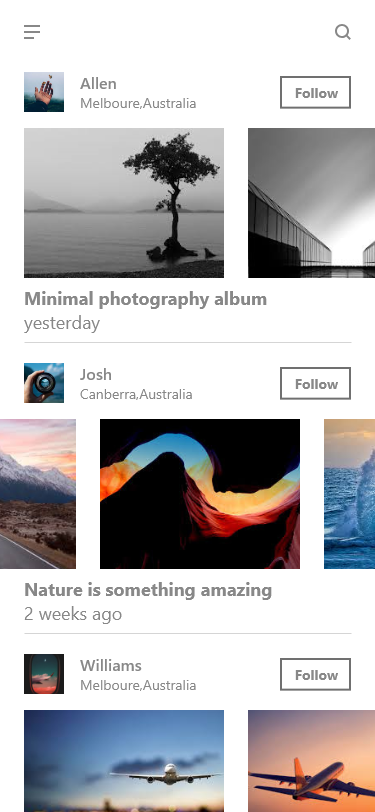 Allen
Melboure,Australia
Follow
Minimal photography album
yesterday
Josh
Canberra,Australia
Follow
Nature is something amazing
2 weeks ago
Williams
Melboure,Australia
Follow